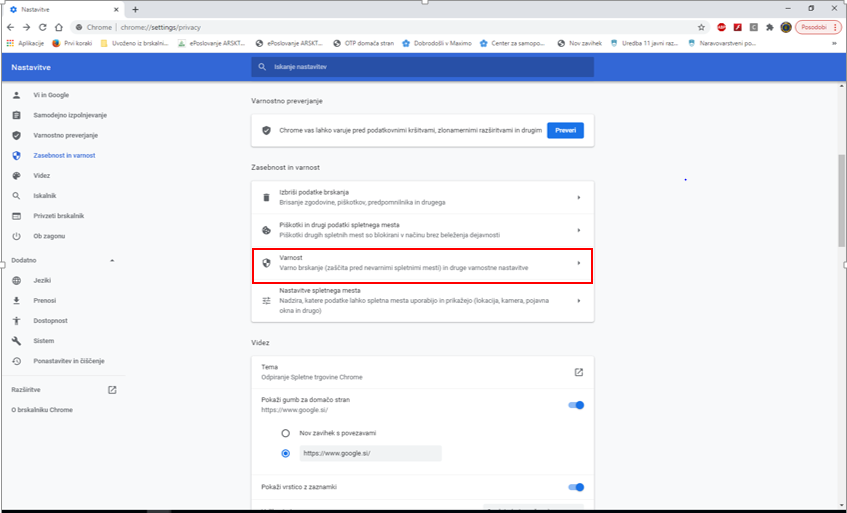 Nastavitve
Chrome | chrome://settings/privacy
Posodobi
Aplikacije
Prvi koraki
Uvoženo iz brskalni...
ePoslovanje ARSKT...
ePoslovanje ARSKT...
OTP domača stran
Dobrodošli v Maximo
Center za samopo...
Nov zavihek
Uredba 11 javni raz...
Naravovarstveni po...
Nastavitve
Iskanje nastavitev
Vi in Google
Samodejno izpolnjevanje
Varnostno preverjanje
Zasebnost in varnost
Videz
Iskalnik
Privzeti brskalnik
Ob zagonu
Dodatno
Jeziki
Prenosi
Dostopnost
Sistem
Ponastavitev in čiščenje
Razširitve
O brskalniku Chrome
Varnostno preverjanje
Chrome vas lahko varuje pred podatkovnimi kršitvami, zlonamernimi razširitvami in drugim
Preveri
Zasebnost in varnost
Izbriši podatke brskanja
Brisanje zgodovine, piškotkov, predpomnilnika in drugega
Piškotki in drugi podatki spletnega mesta
Piškotki drugih spletnih mest so blokirani v načinu brez beleženja dejavnosti
Varnost
Varno brskanje (zaščita pred nevarnimi spletnimi mesti) in druge varnostne nastavitve
Nastavitve spletnega mesta
Nadzira, katere podatke lahko spletna mesta uporabijo in prikažejo (lokacija, kamera, pojavna
okna in drugo)
Videz
Tema
Odpiranje Spletne trgovine Chrome
Pokaži gumb za domačo stran
https://www.google.si/
Nov zavihek s povezavami
https://www.google.si/
Pokaži vrstico z zaznamki